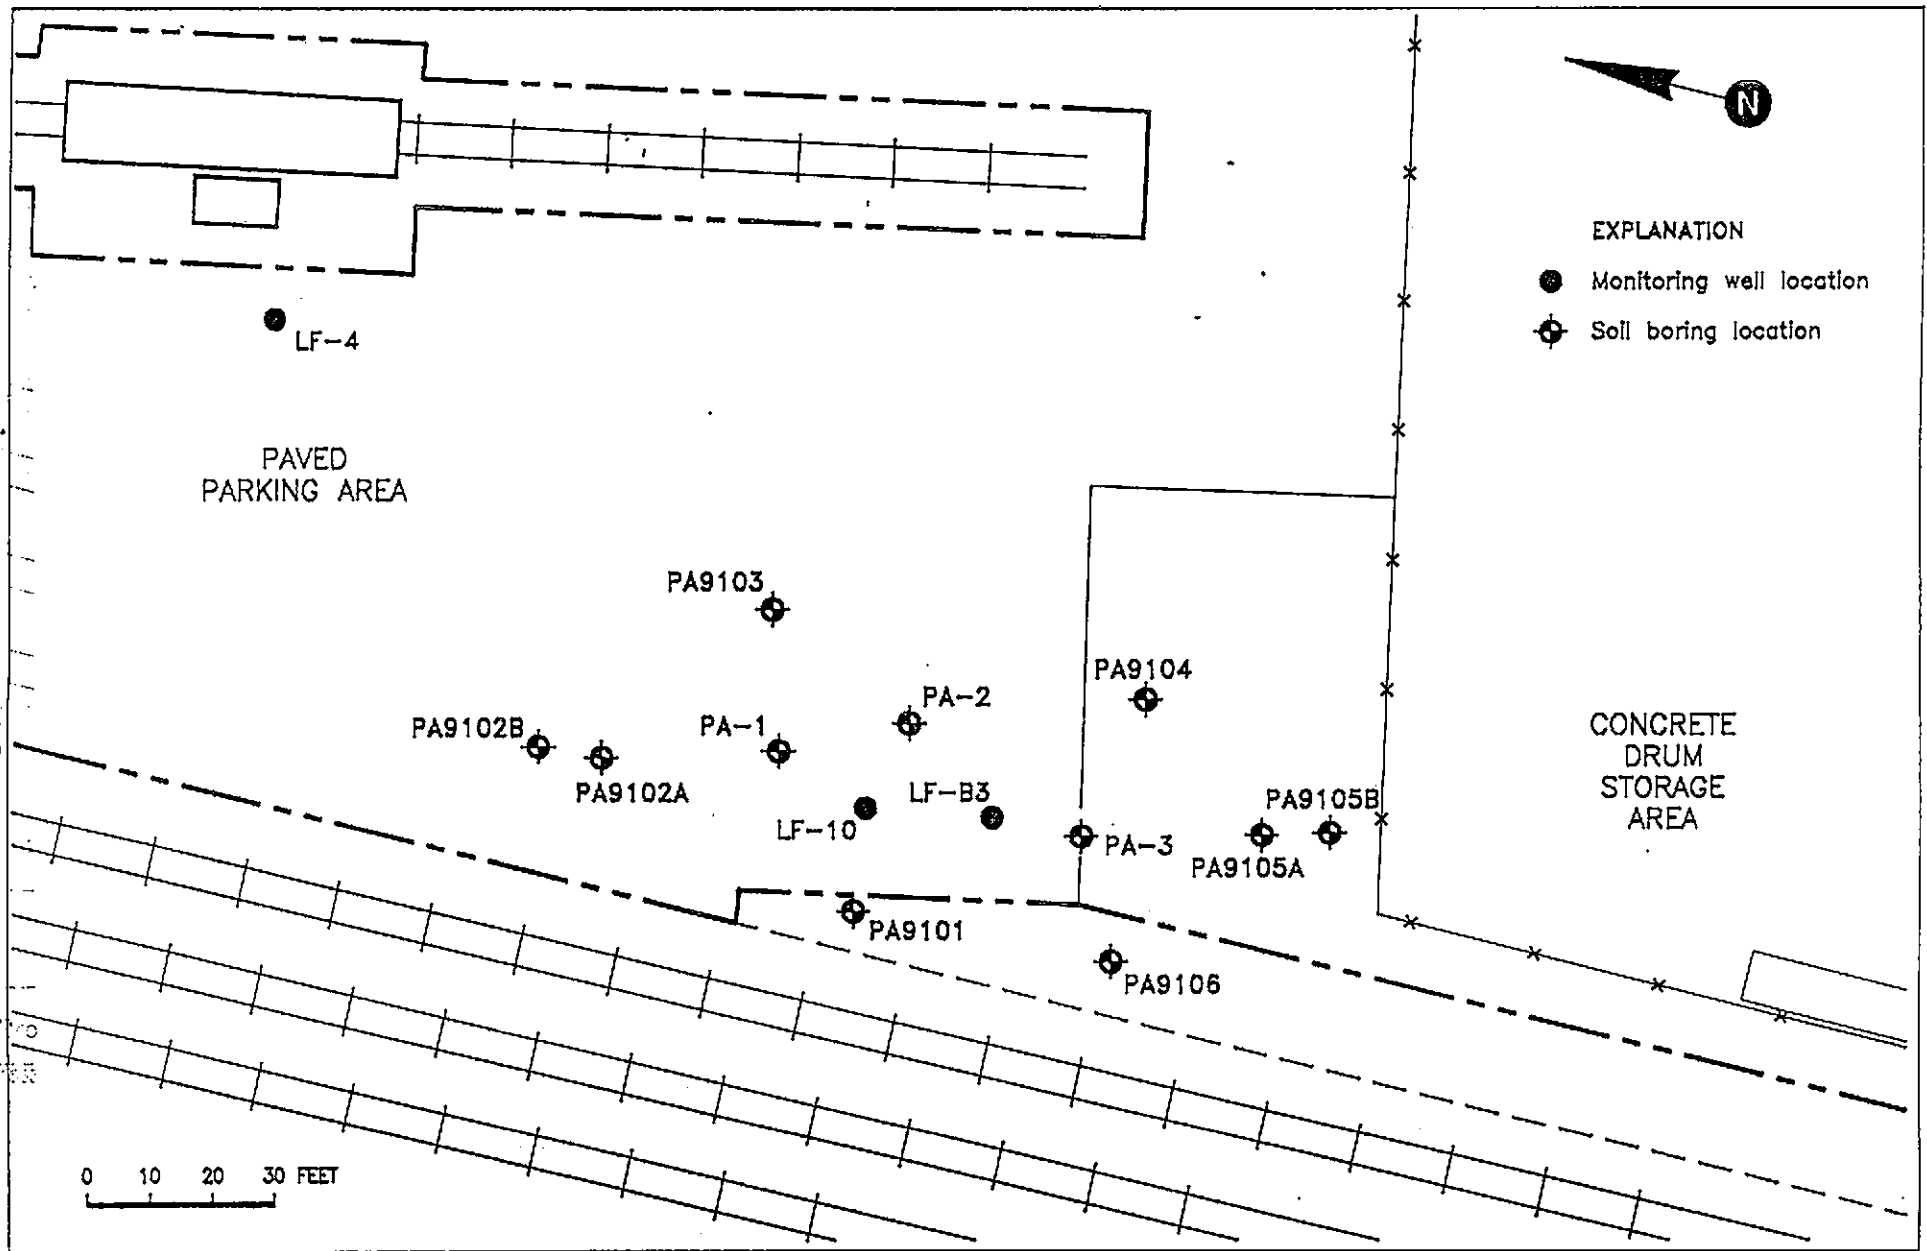 N
EXPLANATION
Monitoring well location
Soil boring location
LF-4
PAVED
PARKING AREA
PA9103
PA9104
PA-2
PA9102B
PA-1
PA9102A
LF-B3
LF-10
PA-3
PA9105B
PA9105A
CONCRETE
DRUM
STORAGE
AREA
PA9101
PA9106
0 10 20 30 FEET